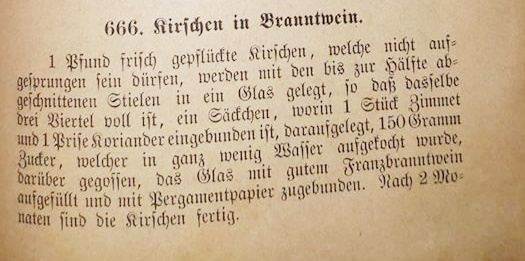 666. Kirschen in Branntwein.
1 Pfund frisch gepflückte Kirschen, welche nicht auf-
gesprungen sein dürfen, werden mit den bis zur Hälfte ab-
geschnittenen Stielen in ein Glas gelegt, so daß dasselbe
drei Viertel voll ist, ein Säckchen, worin 1 Stück Zimmet
und 1 Prise Koriander eingebunden ist, daraufgelegt, 150 Gramm
Zucker, welcher in ganz wenig Wasser aufgekocht wurde,
darüber gegossen, das Glas mit gutem Franzbranntwein
aufgefüllt und mit Pergamentpapier zugebunden. Nach 2 Mo-
naten sind die Kirschen fertig.